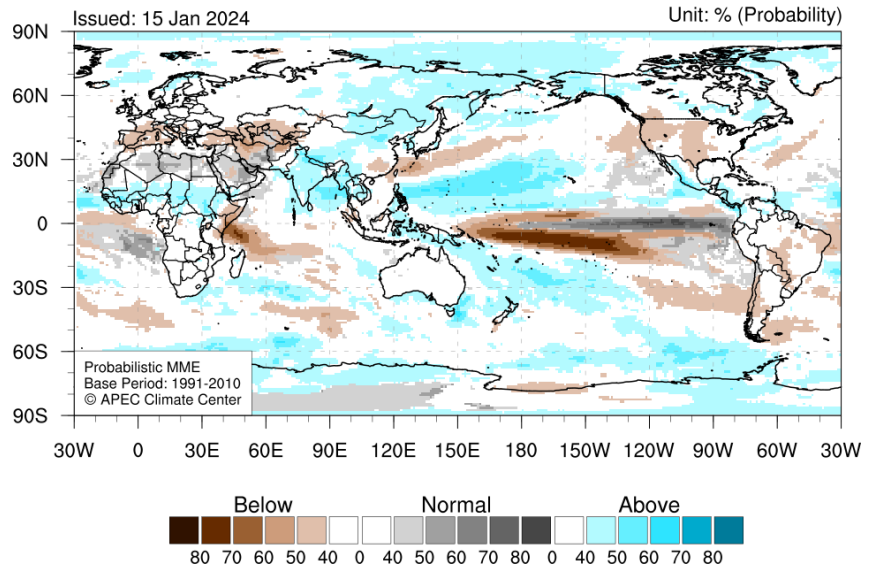 Issued: 15 Jan 2024
Unit: % (Probability)
90N
60N
30N
0
30S
60S
90S
Probabilistic MME
Base Period: 1991-2010
© APEC Climate Center
30W 0 30E 60E 90E 120E 150E 180 150W 120W 90W 60W 30W
Below Normal Above
80 70 60 50 40 0 40 50 60 70 80 0 40 50 60 70 80